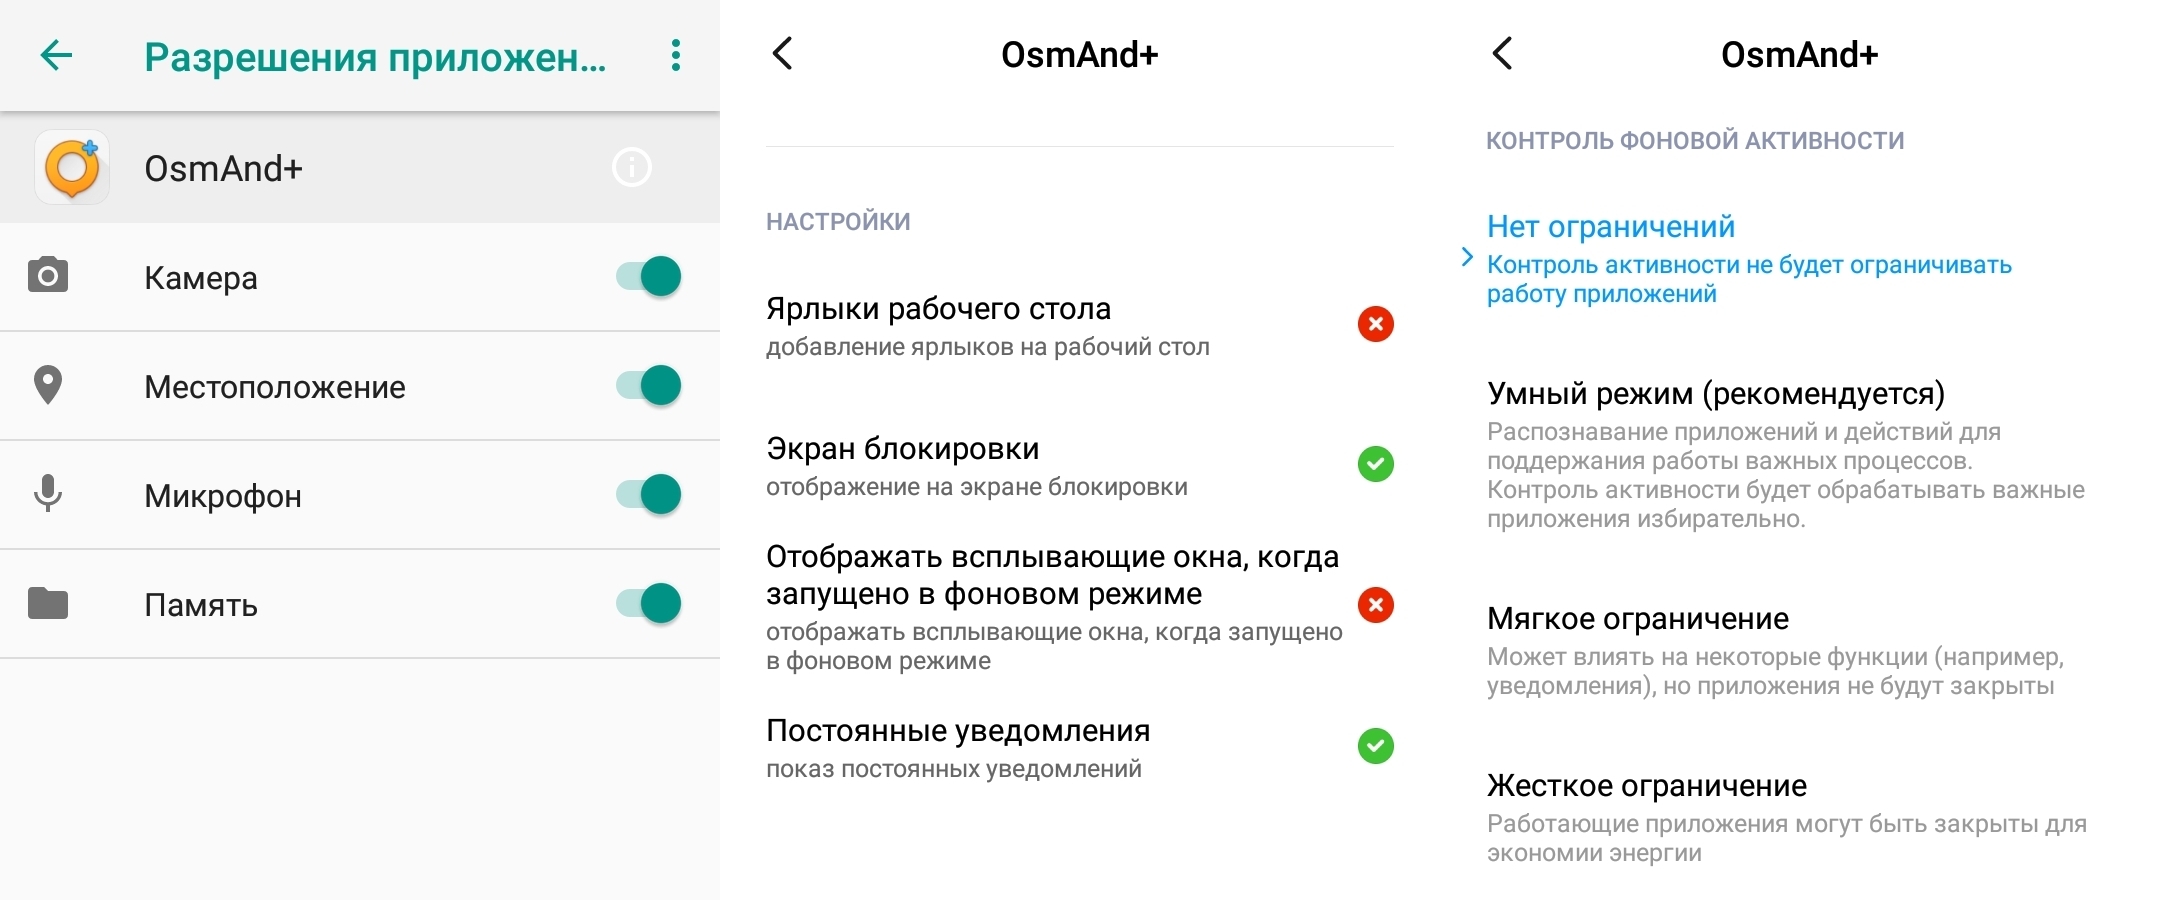 Разрешения приложен...
OsmAnd+
Камера
Местоположение
Микрофон
Память
OsmAnd+
НАСТРОЙКИ
Ярлыки рабочего стола
добавление ярлыков на рабочий стол
Экран блокировки
отображение на экране блокировки
Отображать всплывающие окна, когда
запущено в фоновом режиме
отображать всплывающие окна, когда запущено
в фоновом режиме
Постоянные уведомления
показ постоянных уведомлений
OsmAnd+
КОНТРОЛЬ ФОНОВОЙ АКТИВНОСТИ
Нет ограничений
Контроль активности не будет ограничивать
работу приложений
Умный режим (рекомендуется)
Распознавание приложений и действий для
поддержания работы важных процессов.
Контроль активности будет обрабатывать важные
приложения избирательно.
Мягкое ограничение
Может влиять на некоторые функции (например,
уведомления), но приложения не будут закрыты
Жесткое ограничение
Работающие приложения могут быть закрыты для
экономии энергии